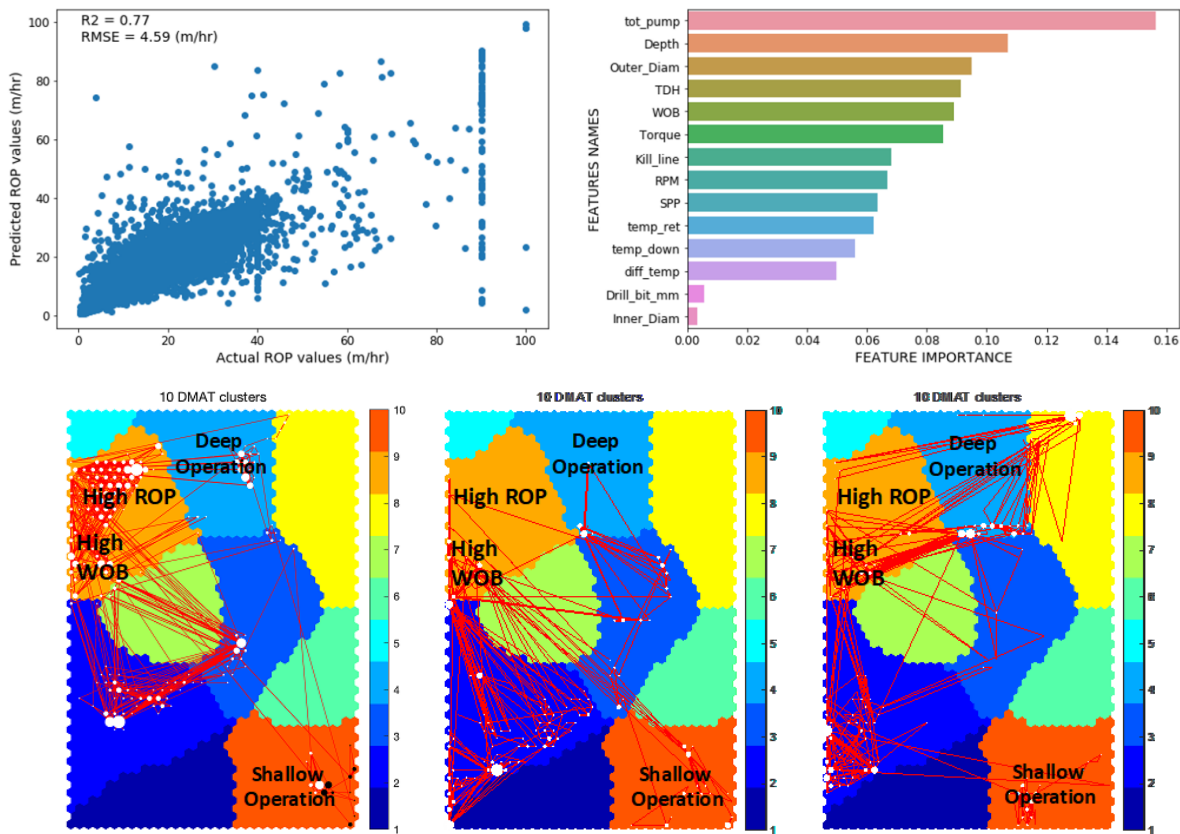 R2 = 0.77
RMSE = 4.59 (m/hr)
Predicted ROP values (m/hr)
100
80
60
40
20
0
0
20
40
60
80
100
Actual ROP values (m/hr)
FEATURES NAMES
tot_pump
Depth
Outer_Diam
TDH
WOB
Torque
Kill_line
RPM
SPP
temp_ret
temp_down
diff_temp
Drill_bit_mm
Inner_Diam
0.00
0.02
0.04
0.06
0.08
0.10
0.12
0.14
0.16
FEATURE IMPORTANCE
10 DMAT clusters
Deep
Operation
High ROP
High
WOB
Shallow
Operation
10
9
8
7
6
5
4
3
2
1
10 DMAT clusters
Deep
Operation
High ROP
High
WOB
Shallow
Operation
9
7
6
5
4
3
2
1
10 DMAT clusters
Deep
Operation
High ROP
High
WOB
Shallow
Operation
9
7
5
3
2
1